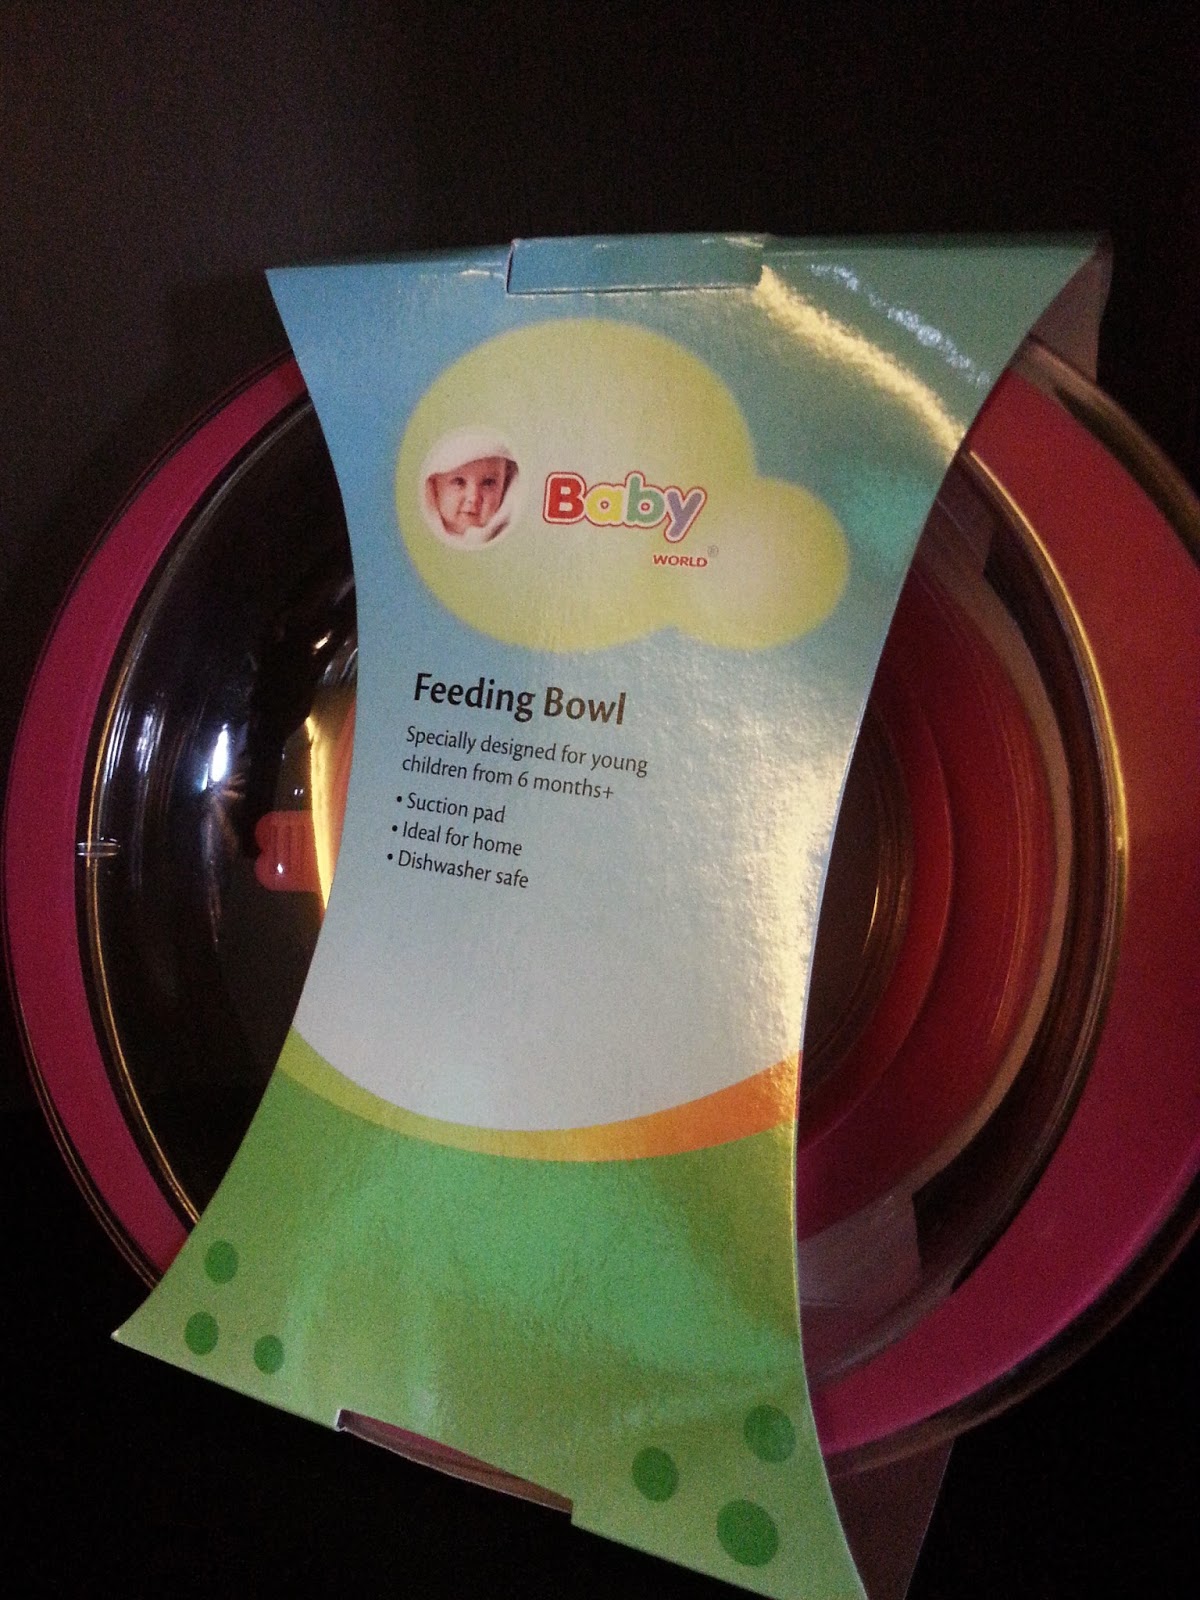 Baby
WORLD®
Feeding Bowl
Specially designed for young
children from 6 months+
• Suction pad
• Ideal for home
• Dishwasher safe